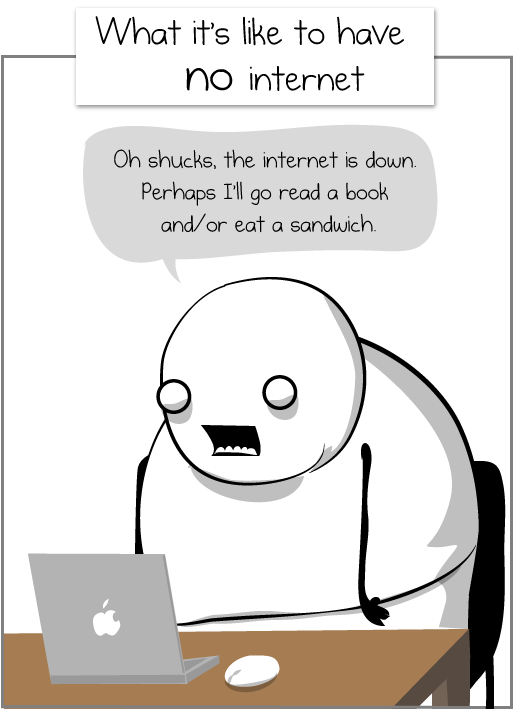 What it's like to have
no internet
Oh shucks, the internet is down.
Perhaps I'll go read a book
and/or eat a sandwich.